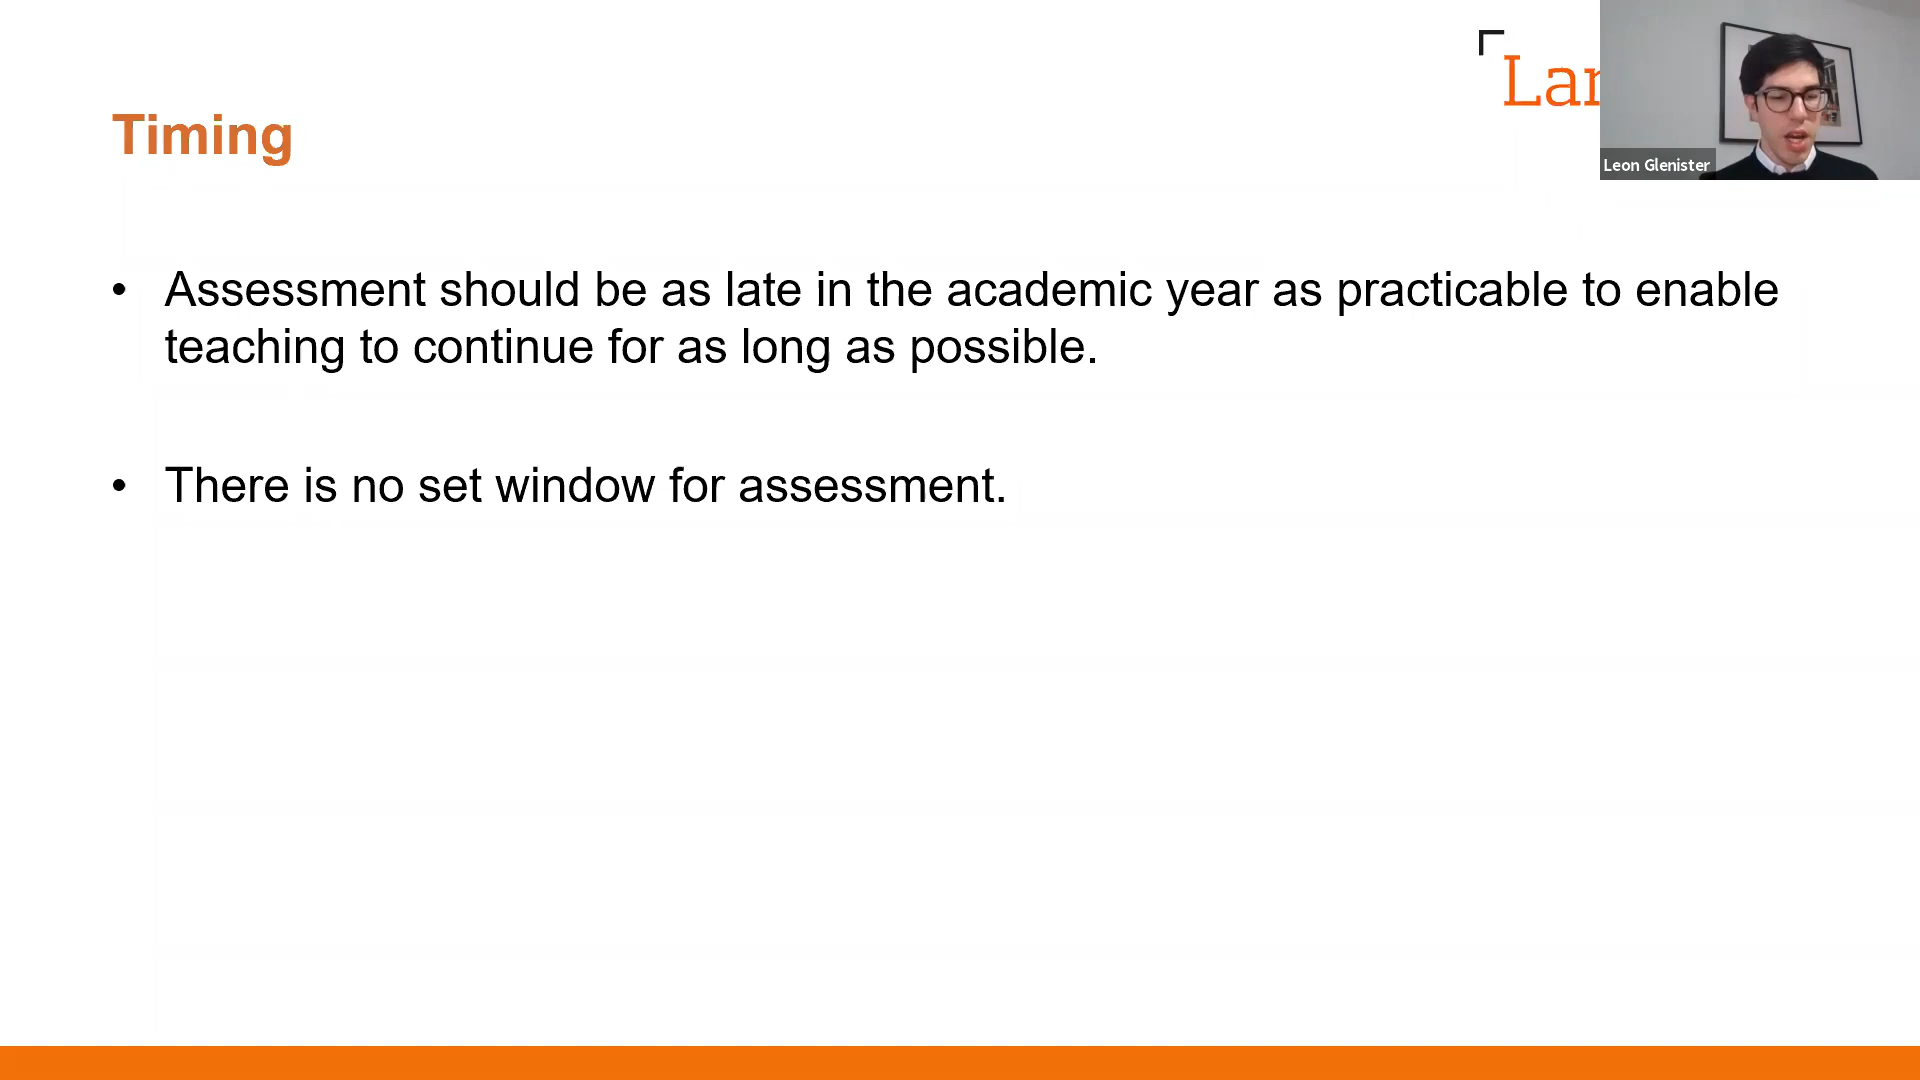 Lar
Leon Glenister
Timing
• Assessment should be as late in the academic year as practicable to enable
teaching to continue for as long as possible.
• There is no set window for assessment.